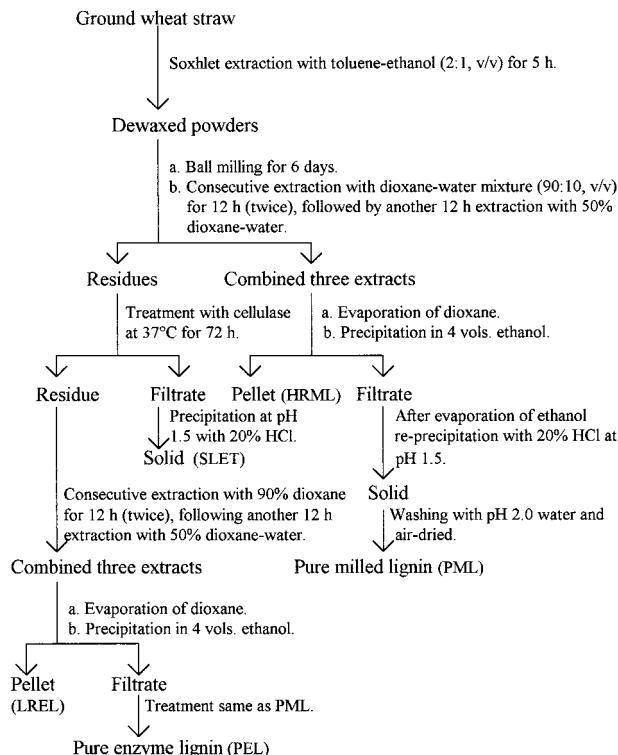 Ground wheat straw
Soxhlet extraction with toluene-ethanol (2:1, v/v) for 5 h.
Dewaxed powders
a. Ball milling for 6 days.
b. Consecutive extraction with dioxane-water mixture (90:10, v/v)
for 12 h (twice), followed by another 12 h extraction with 50%
dioxane-water.
Residues
Combined three extracts
Treatment with cellulase
at 37°C for 72 h.
a. Evaporation of dioxane.
b. Precipitation in 4 vols. ethanol.
Residue
Filtrate
Pellet (HRML)
Filtrate
Precipitation at pH
1.5 with 20% HCl.
Solid (SLET)
After evaporation of ethanol
re-precipitation with 20% HCl at
pH 1.5.
Solid
Washing with pH 2.0 water and
air-dried.
Pure milled lignin (PML)
Consecutive extraction with 90% dioxane
for 12 h (twice), following another 12 h
extraction with 50% dioxane-water.
Combined three extracts
a. Evaporation of dioxane.
b. Precipitation in 4 vols. ethanol.
Pellet
(LREL)
Filtrate
Treatment same as PML.
Pure enzyme lignin (PEL)